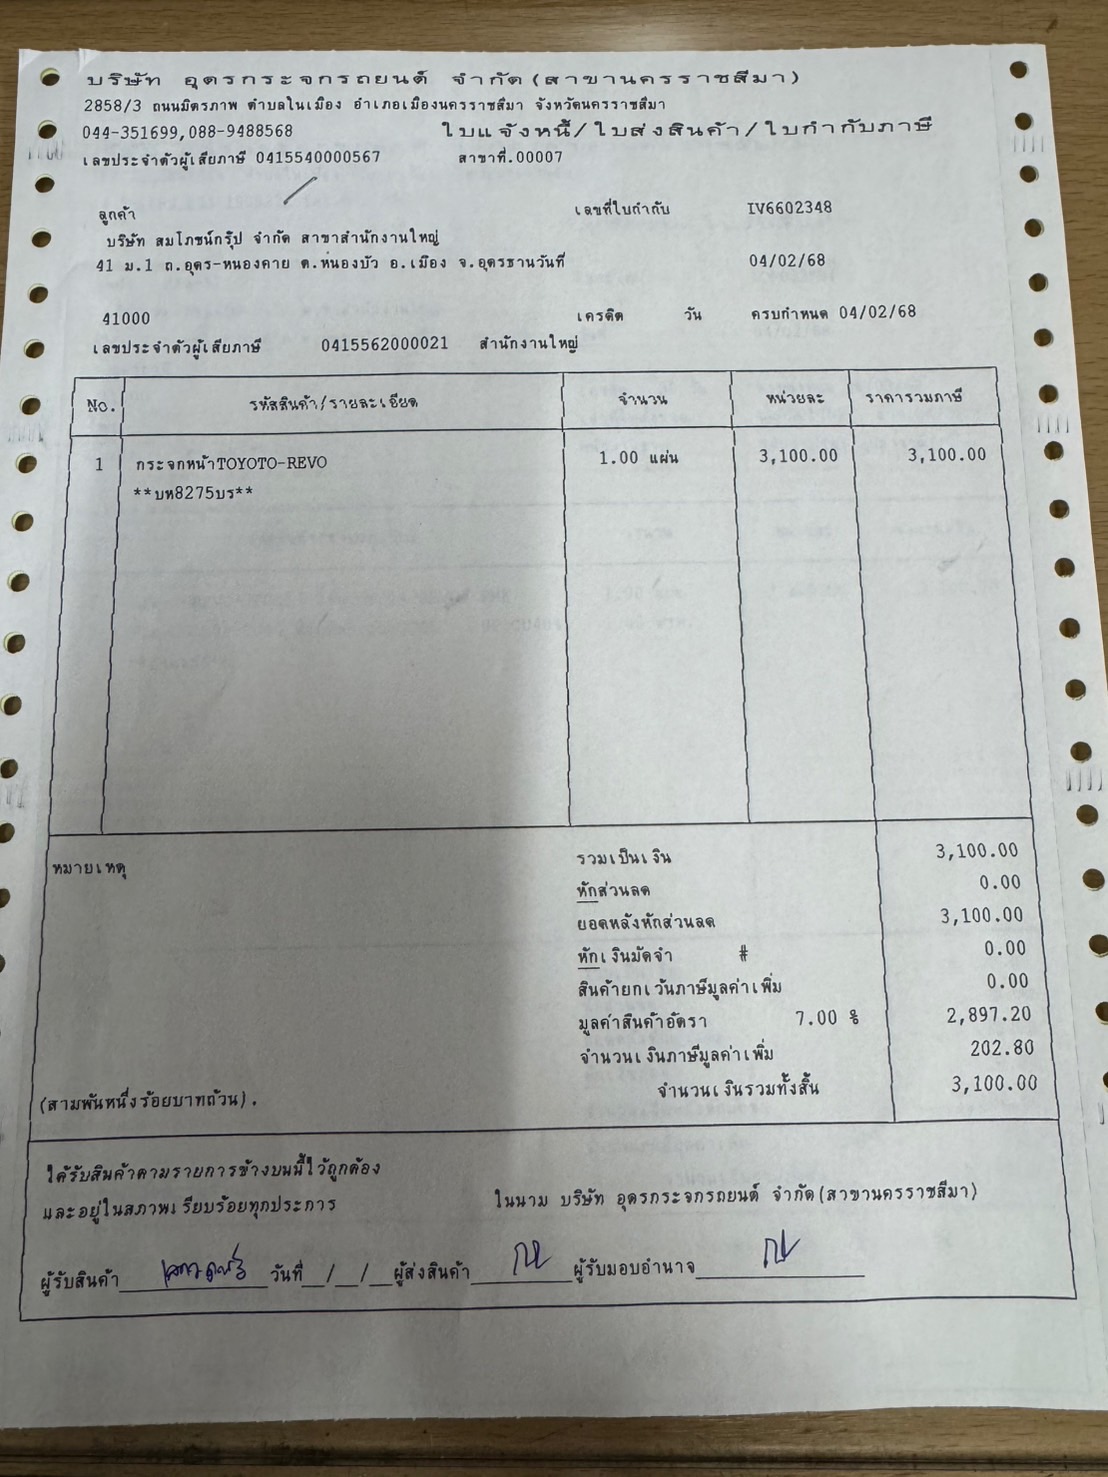 บริษัท อุดรกระจกรถยนต์ จำกัด(สาขานครราชสีมา)
2858/3 ถนนมิตรภาพ ตำบลในเมือง อำเภอเมืองนครราชสีมา จังหวัดนครราชสีมา
044-351699,088-9488568 ใบแจ้งหนี้/ใบส่งสินค้า/ใบกำกับภาษี
เลขประจำตัวผู้เสียภาษี 0415540000567 สาขาที่.00007
ลูกค้า เลขที่ใบกำกับ IV6602348
บริษัท สมโภชน์กรุ๊ป จำกัด สาขาสำนักงานใหญ่
41 ม.1 ถ.อุดร-หนองคาย ต.หนองบัว อ.เมือง จ.อุดรธานวันที่ 04/02/68
41000 เครดิต วัน ครบกำหนด 04/02/68
เลขประจำตัวผู้เสียภาษี 0415562000021 สำนักงานใหญ่
No. รหัสสินค้า/รายละเอียด จำนวน หน่วยละ ราคารวมภาษี
1 กระจกหน้าTOYOTO-REVO 1.00 แผ่น 3,100.00 3,100.00
**บห8275บร**
หมายเหตุ รวมเป็นเงิน 3,100.00
หักส่วนลด 0.00
ยอดหลังหักส่วนลด 3,100.00
หักเงินมัดจำ # 0.00
สินค้ายกเว้นภาษีมูลค่าเพิ่ม 0.00
มูลค่าสินค้าอัตรา 7.00 % 2,897.20
จำนวนเงินภาษีมูลค่าเพิ่ม 202.80
(สามพันหนึ่งร้อยบาทถ้วน). จำนวนเงินรวมทั้งสิ้น 3,100.00
ได้รับสินค้าตามรายการข้างบนนี้ไว้ถูกต้อง
และอยู่ในสภาพเรียบร้อยทุกประการ ในนาม บริษัท อุดรกระจกรถยนต์ จำกัด(สาขานครราชสีมา)
ผู้รับสินค้า วันที่__/__/__ผู้ส่งสินค้า ผู้รับมอบอำนาจ